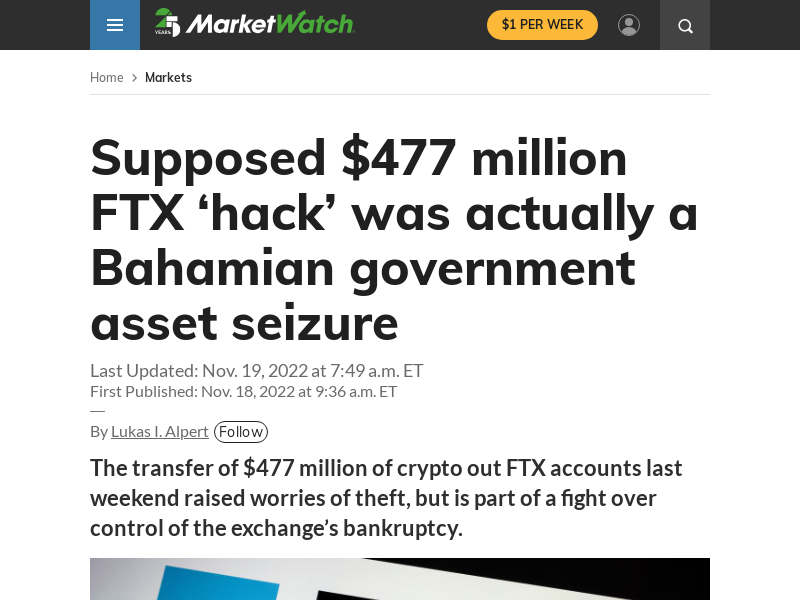 25 YEARS MarketWatch $1 PER WEEK
Home > Markets
Supposed $477 million
FTX ‘hack’ was actually a
Bahamian government
asset seizure
Last Updated: Nov. 19, 2022 at 7:49 a.m. ET
First Published: Nov. 18, 2022 at 9:36 a.m. ET
—
By Lukas I. Alpert Follow
The transfer of $477 million of crypto out FTX accounts last
weekend raised worries of theft, but is part of a fight over
control of the exchange’s bankruptcy.